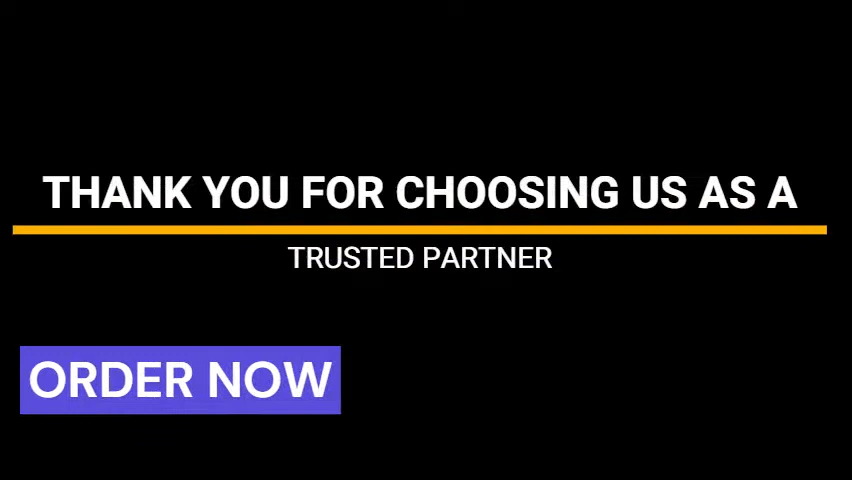 THANK YOU FOR CHOOSING US AS A
TRUSTED PARTNER
ORDER NOW